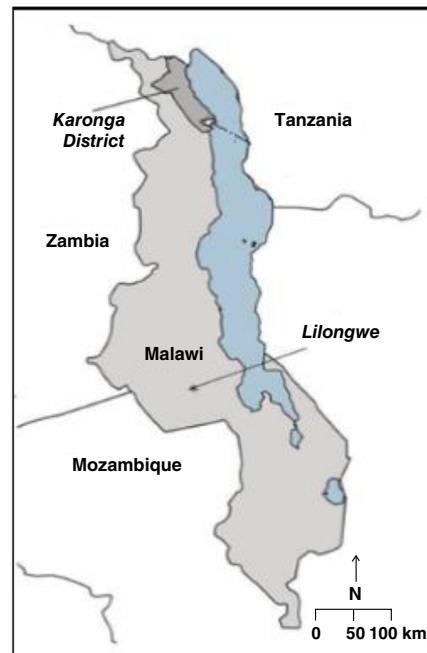 Karonga
District
Tanzania
Zambia
Lilongwe
Malawi
Mozambique
N
0 50 100 km